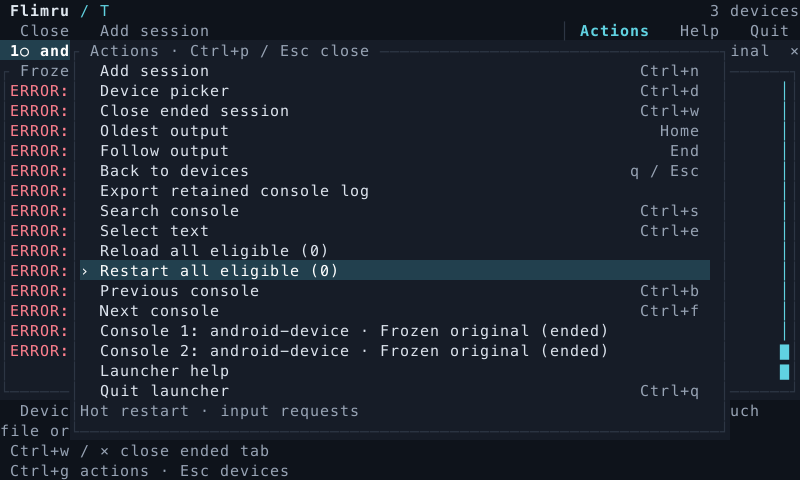 Flimru / T 3 devices
Close Add session Actions Help Quit
1○ and inal ×
Actions · Ctrl+p / Esc close
Froze
Add session Ctrl+n
ERROR: Device picker Ctrl+d
ERROR: Close ended session Ctrl+w
ERROR: Oldest output Home
ERROR: Follow output End
ERROR: Back to devices q / Esc
ERROR: Export retained console log
ERROR: Search console Ctrl+s
ERROR: Select text Ctrl+e
ERROR: Reload all eligible (0)
ERROR: › Restart all eligible (0)
ERROR: Previous console Ctrl+b
ERROR: Next console Ctrl+f
ERROR: Console 1: android-device · Frozen original (ended)
ERROR: Console 2: android-device · Frozen original (ended)
Launcher help
Quit launcher Ctrl+q
Devic Hot restart · input requests uch
file or
Ctrl+w / × close ended tab
Ctrl+g actions · Esc devices